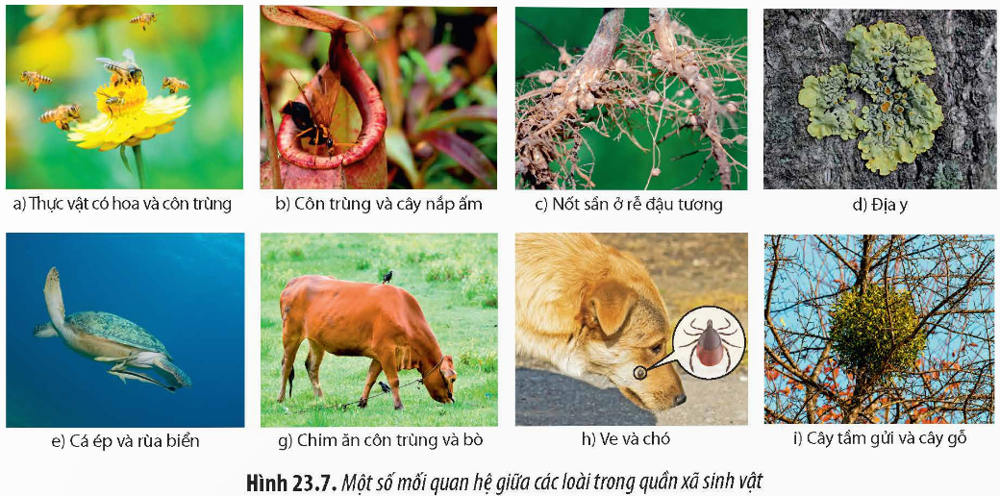 a) Thực vật có hoa và côn trùng
b) Côn trùng và cây nắp ấm
c) Nốt sần ở rễ đậu tương
d) Địa y
e) Cá ép và rùa biển
g) Chim ăn côn trùng và bò
h) Ve và chó
i) Cây tầm gửi và cây gỗ
Hình 23.7. Một số mối quan hệ giữa các loài trong quần xã sinh vật